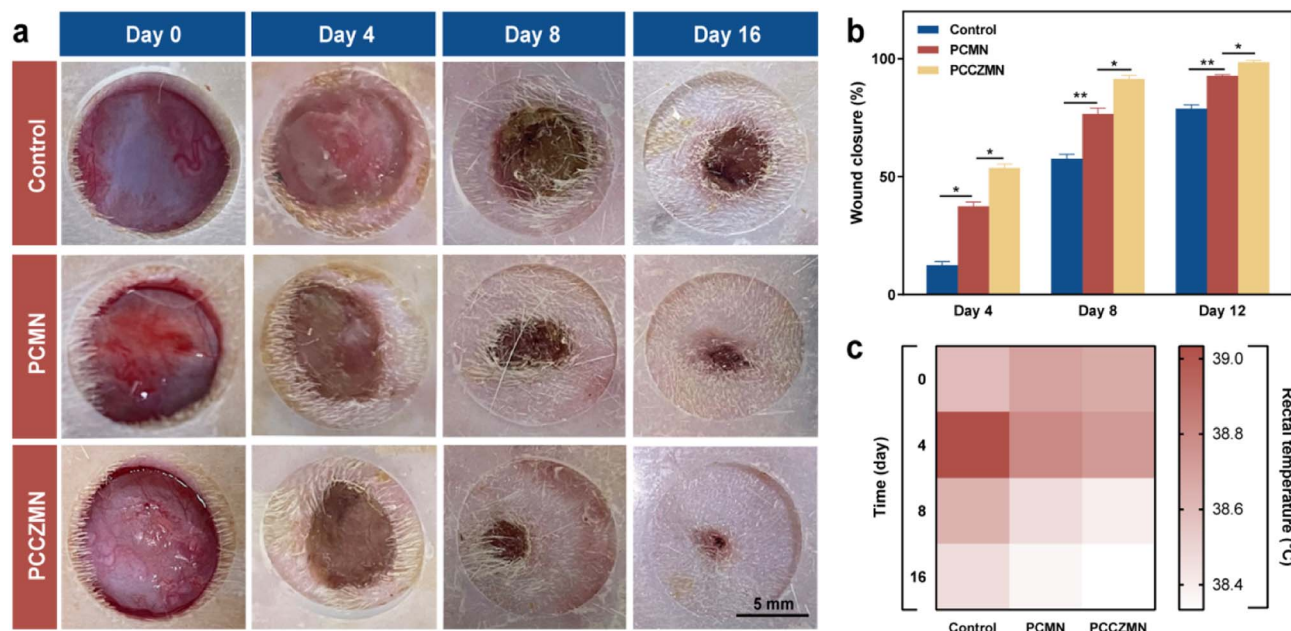 a
Day 0
Day 4
Day 8
Day 16
Control
PCMN
PCCZMN
5 mm
b
Control
PCMN
PCCZMN
Wound closure (%)
100
50
0
*
*
**
*
**
*
Day 4
Day 8
Day 12
c
Time (day)
0
4
8
16
Control
PCMN
PCCZMN
39.0
38.8
38.6
38.4
Rectal temperature (°C)